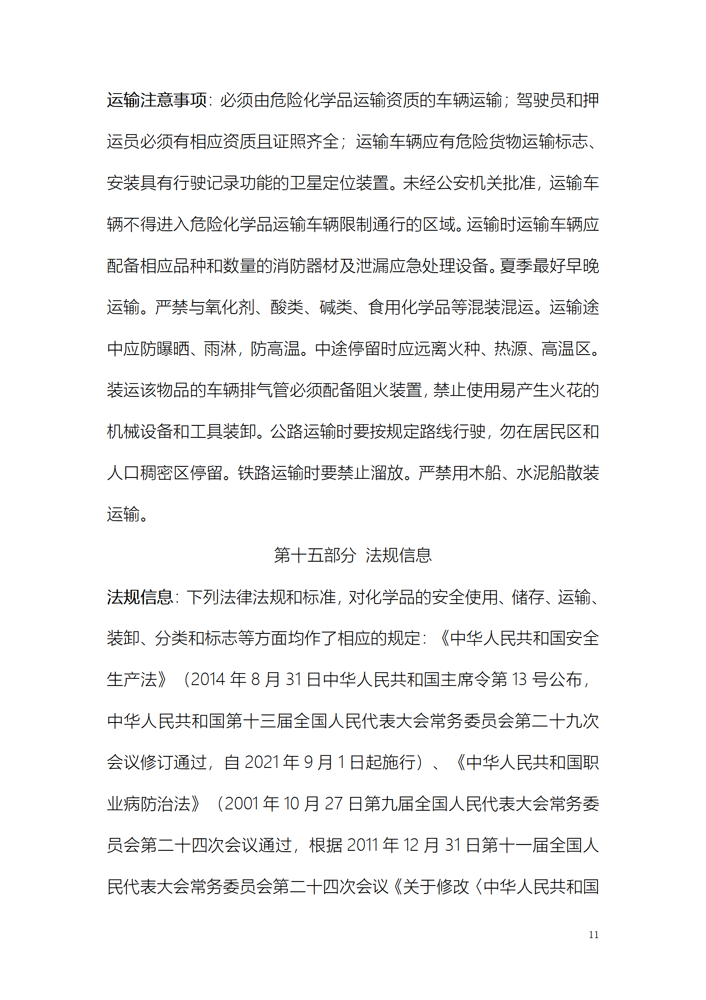 运输注意事项：必须由危险化学品运输资质的车辆运输；驾驶员和押
运员必须有相应资质且证照齐全；运输车辆应有危险货物运输标志、
安装具有行驶记录功能的卫星定位装置。未经公安机关批准，运输车
辆不得进入危险化学品运输车辆限制通行的区域。运输时运输车辆应
配备相应品种和数量的消防器材及泄漏应急处理设备。夏季最好早晚
运输。严禁与氧化剂、酸类、碱类、食用化学品等混装混运。运输途
中应防曝晒、雨淋，防高温。中途停留时应远离火种、热源、高温区。
装运该物品的车辆排气管必须配备阻火装置，禁止使用易产生火花的
机械设备和工具装卸。公路运输时要按规定路线行驶，勿在居民区和
人口稠密区停留。铁路运输时要禁止溜放。严禁用木船、水泥船散装
运输。
第十五部分 法规信息
法规信息：下列法律法规和标准，对化学品的安全使用、储存、运输、
装卸、分类和标志等方面均作了相应的规定：《中华人民共和国安全
生产法》（2014 年 8 月 31 日中华人民共和国主席令第 13 号公布，
中华人民共和国第十三届全国人民代表大会常务委员会第二十九次
会议修订通过，自 2021 年 9 月 1 日起施行）、《中华人民共和国职
业病防治法》（2001 年 10 月 27 日第九届全国人民代表大会常务委
员会第二十四次会议通过，根据 2011 年 12 月 31 日第十一届全国人
民代表大会常务委员会第二十四次会议《关于修改〈中华人民共和国
11